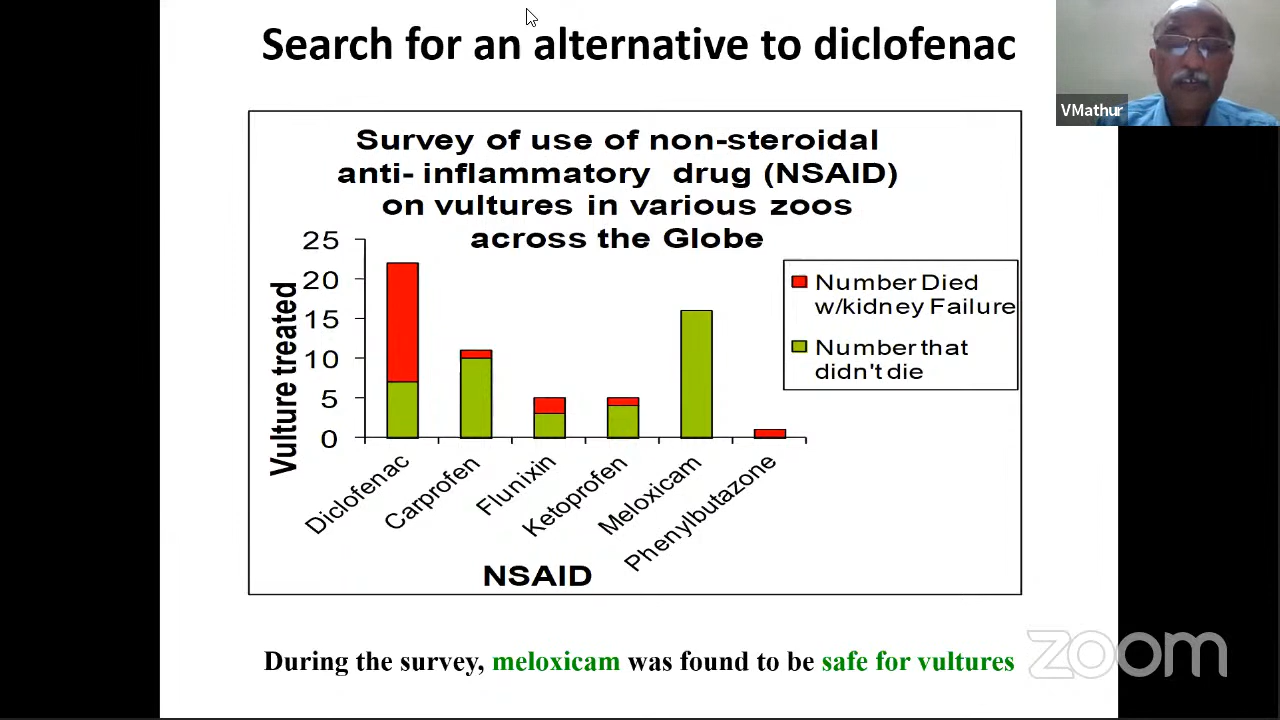 Search for an alternative to diclofenac
VMathur
Survey of use of non-steroidal
anti- inflammatory drug (NSAID)
on vultures in various zoos
across the Globe
Vulture treated
25
20
15
10
5
0
Number Died
w/kidney Failure
Number that
didn't die
Diclofenac
Carprofen
Flunixin
Ketoprofen
Meloxicam
Phenylbutazone
NSAID
During the survey, meloxicam was found to be safe for vultures
zoom